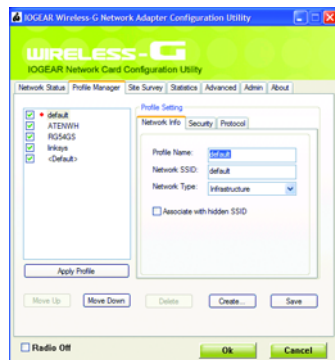 IOGEAR Wireless-G Network Adapter Configuration Utility
WIRELESS-G
IOGEAR Network Card Configuration Utility
Network Status Profile Manager Site Survey Statistics Advanced Admin About
default
ATENWH
RG54GS
linksys
<Default>
Profile Setting
Network Info Security Protocol
Profile Name: default
Network SSID: default
Network Type: Infrastructure
Associate with hidden SSID
Apply Profile
Move Up Move Down Delete Create... Save
Radio Off Ok Cancel